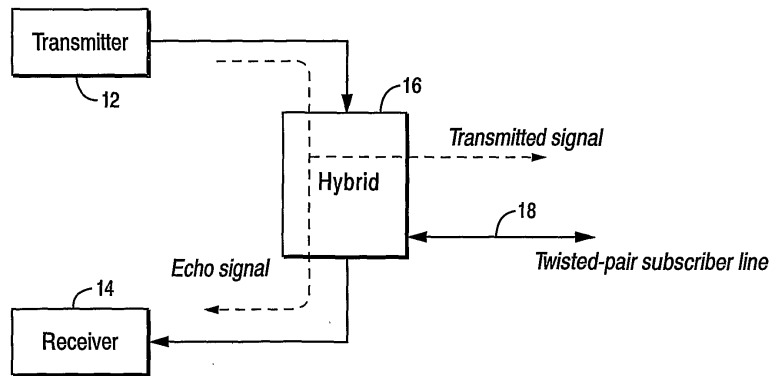 Transmitter
12
16
Transmitted signal
Hybrid
18
Twisted-pair subscriber line
Echo signal
14
Receiver